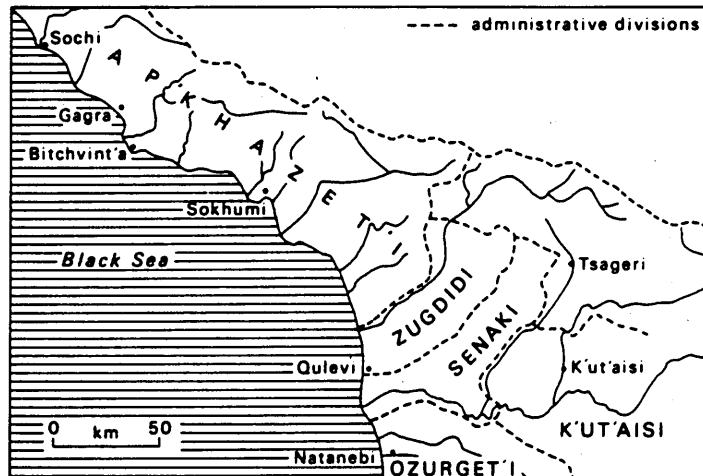 administrative divisions
Sochi
APKHAZETI
Gagra
Bitchvint'a
Sokhumi
Black Sea
Tsageri
ZUGDIDI
SENAKI
Qulevi
K'ut'aisi
0 km 50
K'UT'AISI
Natanebi
OZURGET'I